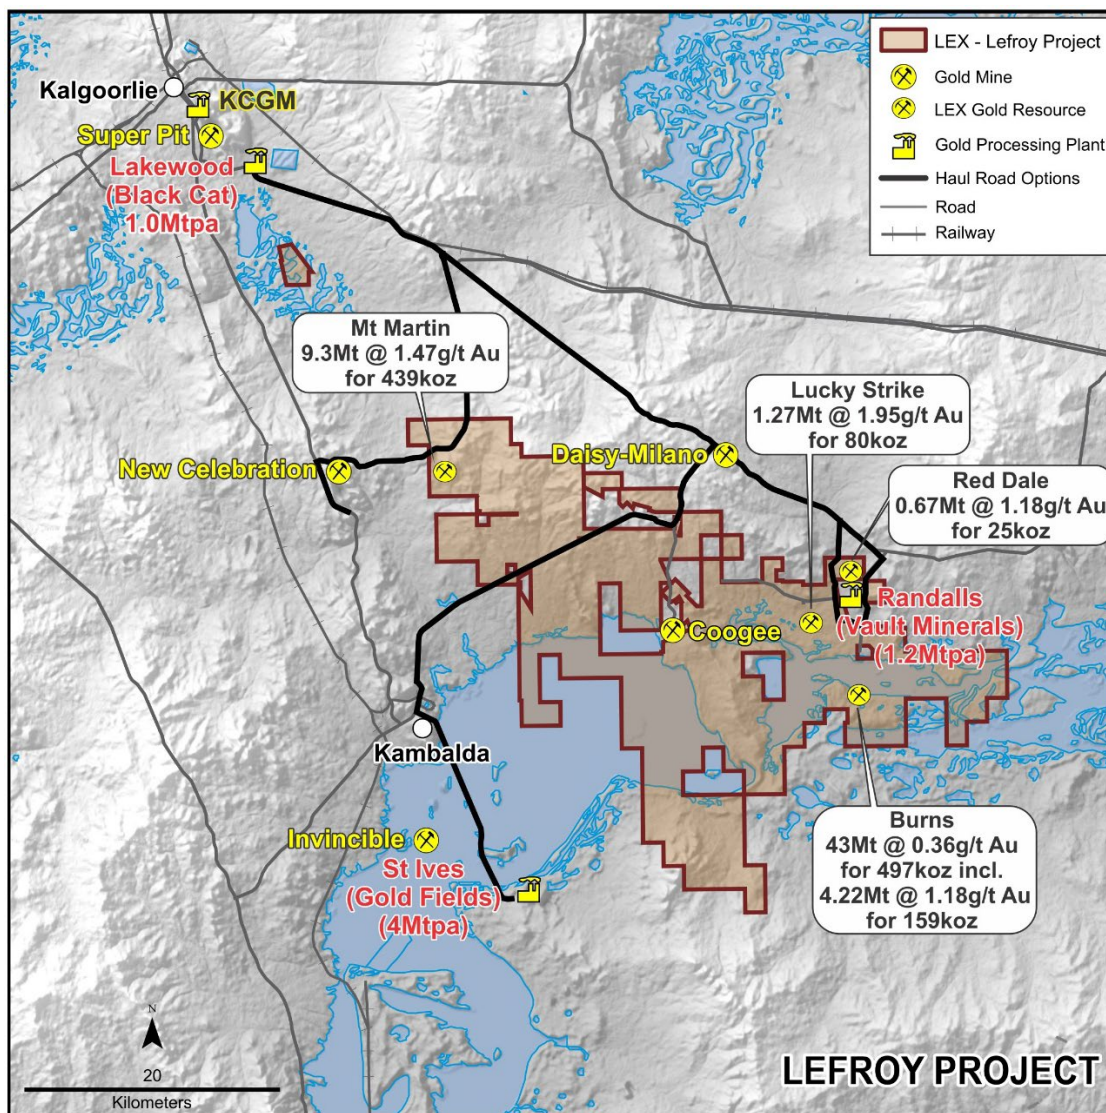 Kalgoorlie
KCGM
Super Pit
Lakewood
(Black Cat)
1.0Mtpa
LEX - Lefroy Project
Gold Mine
LEX Gold Resource
Gold Processing Plant
Haul Road Options
Road
Railway
Mt Martin
9.3Mt @ 1.47g/t Au
for 439koz
Lucky Strike
1.27Mt @ 1.95g/t Au
for 80koz
New Celebration
Daisy-Milano
Red Dale
0.67Mt @ 1.18g/t Au
for 25koz
Randalls
(Vault Minerals)
(1.2Mtpa)
Coogee
Kambalda
Invincible
St Ives
(Gold Fields)
(4Mtpa)
Burns
43Mt @ 0.36g/t Au
for 497koz incl.
4.22Mt @ 1.18g/t Au
for 159koz
N
20
Kilometers
LEFROY PROJECT